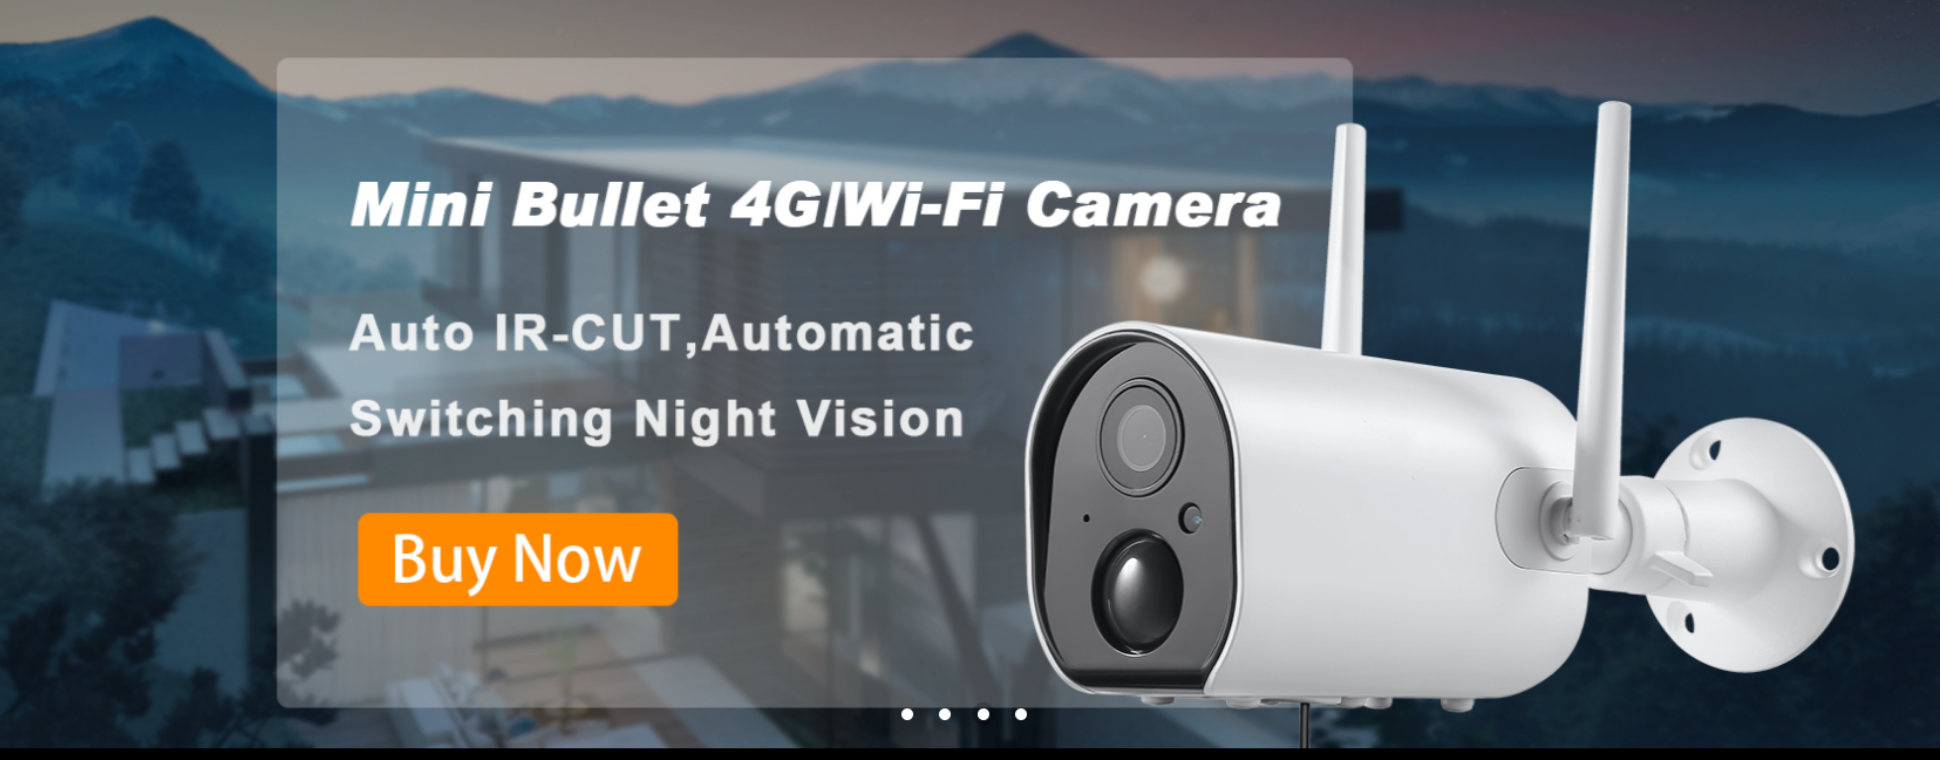 Mini Bullet 4G/Wi-Fi Camera
Auto IR-CUT,Automatic
Switching Night Vision
Buy Now